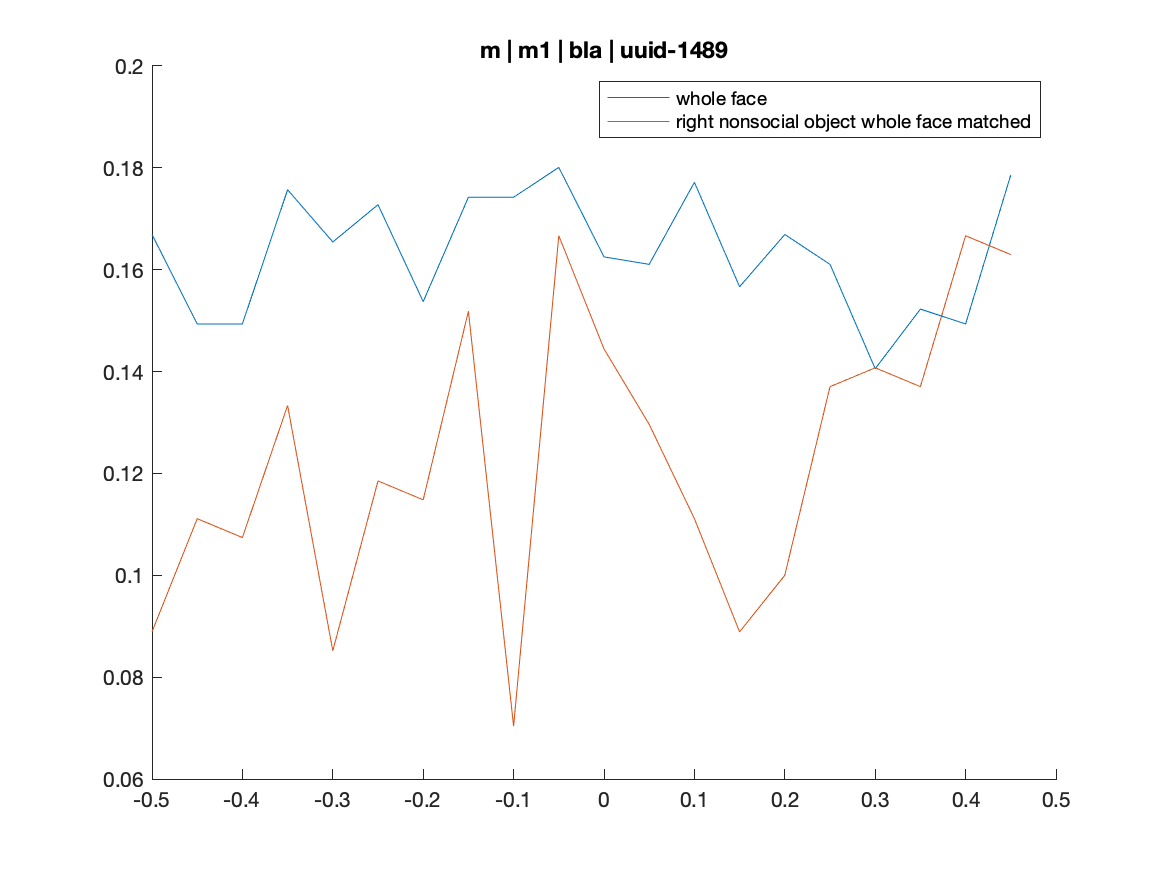 m | m1 | bla | uuid-1489
whole face
right nonsocial object whole face matched
0.2
0.18
0.16
0.14
0.12
0.1
0.08
0.06
-0.5 -0.4 -0.3 -0.2 -0.1 0 0.1 0.2 0.3 0.4 0.5